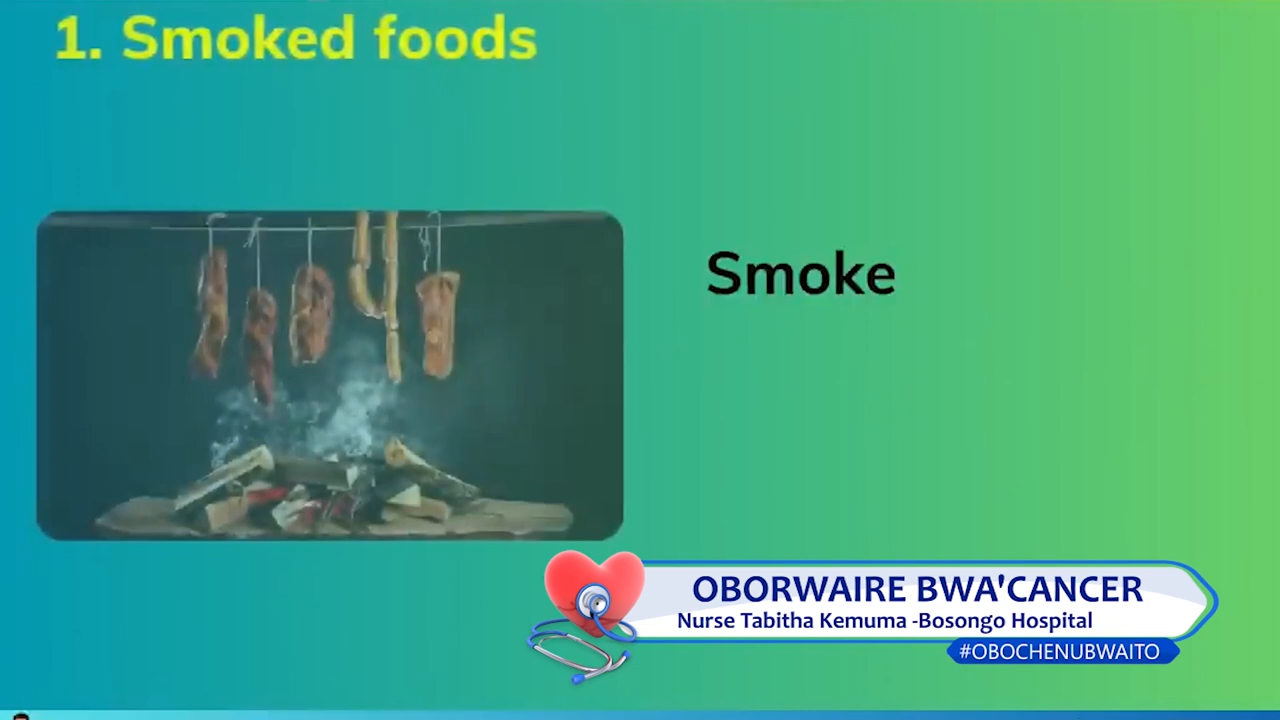 1. Smoked foods
Smoke
OBORWAIRE BWA'CANCER
Nurse Tabitha Kemuma -Bosongo Hospital
#OBOCHENUBWAITO